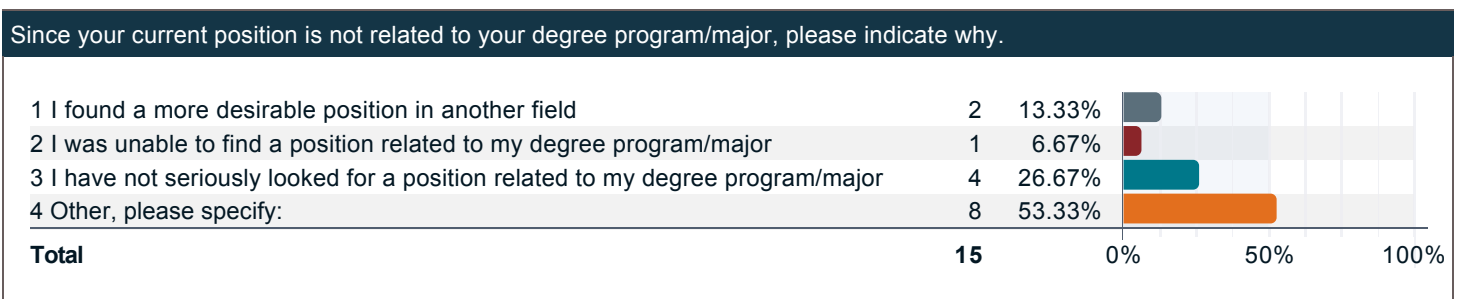 Since your current position is not related to your degree program/major, please indicate why.
1 I found a more desirable position in another field 2 13.33%
2 I was unable to find a position related to my degree program/major 1 6.67%
3 I have not seriously looked for a position related to my degree program/major 4 26.67%
4 Other, please specify: 8 53.33%
Total 15 0% 50% 100%